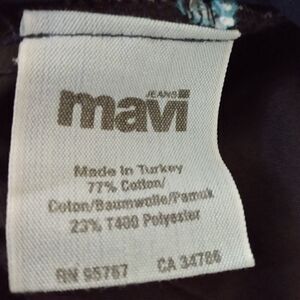 JEANS
mavi
Made in Turkey
77% Cotton/
Coton/Baumwolle/Pamuk
23% T400 Polyester
RN 95767 CA 34786